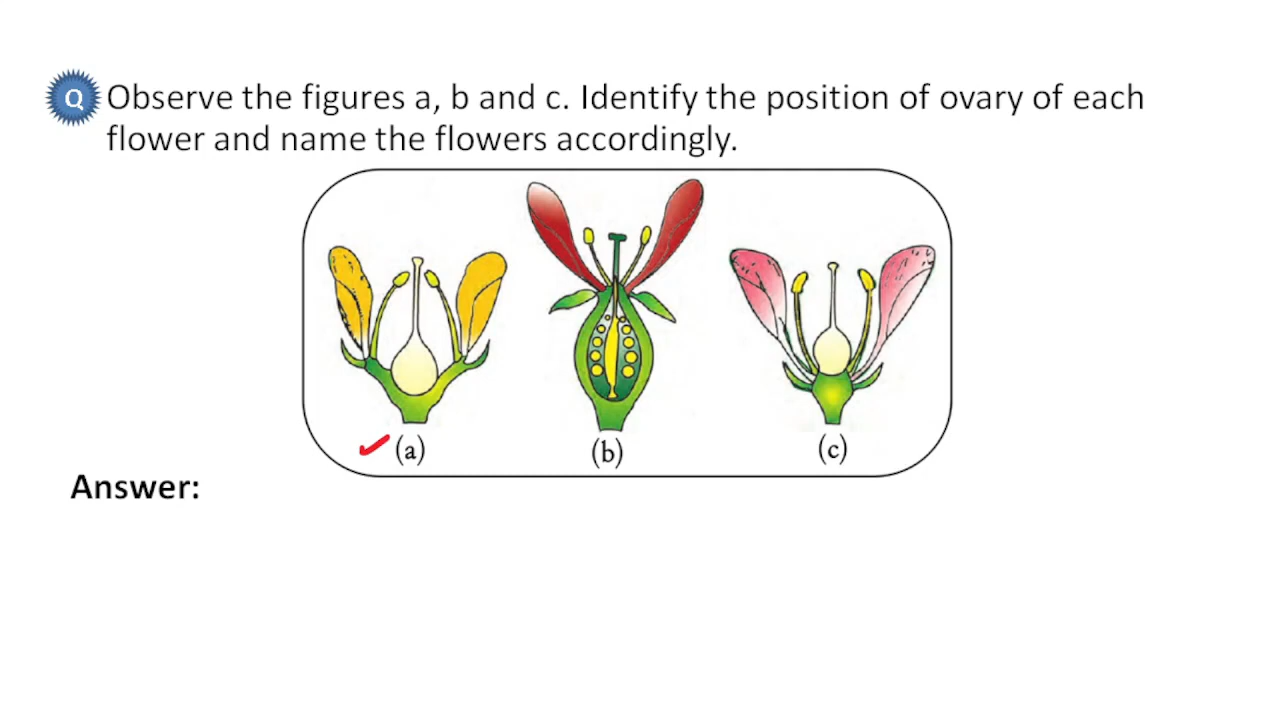 Q Observe the figures a, b and c. Identify the position of ovary of each
flower and name the flowers accordingly.
(a) (b) (c)
Answer: